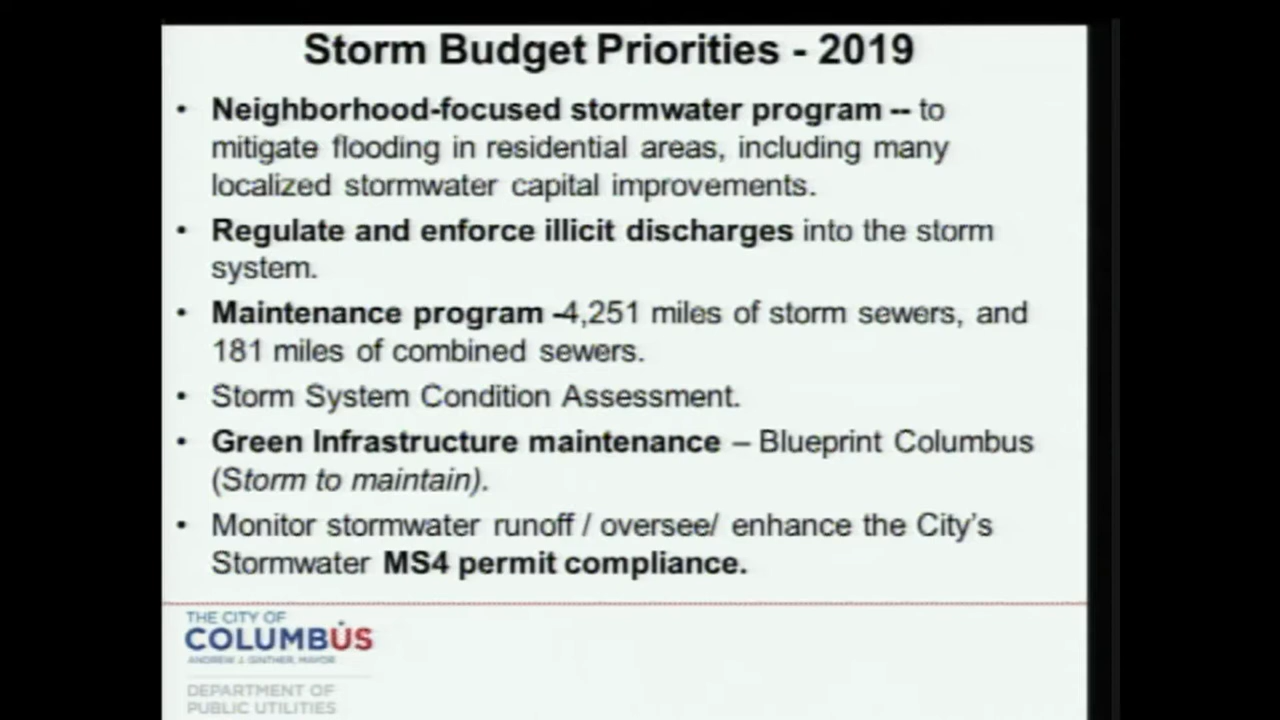 Storm Budget Priorities - 2019
• Neighborhood-focused stormwater program -- to
mitigate flooding in residential areas, including many
localized stormwater capital improvements.
• Regulate and enforce illicit discharges into the storm
system.
• Maintenance program -4,251 miles of storm sewers, and
181 miles of combined sewers.
• Storm System Condition Assessment.
• Green Infrastructure maintenance – Blueprint Columbus
(Storm to maintain).
• Monitor stormwater runoff / oversee/ enhance the City's
Stormwater MS4 permit compliance.
THE CITY OF
COLUMBUS
ANDREW J. GINTHER, MAYOR
DEPARTMENT OF
PUBLIC UTILITIES